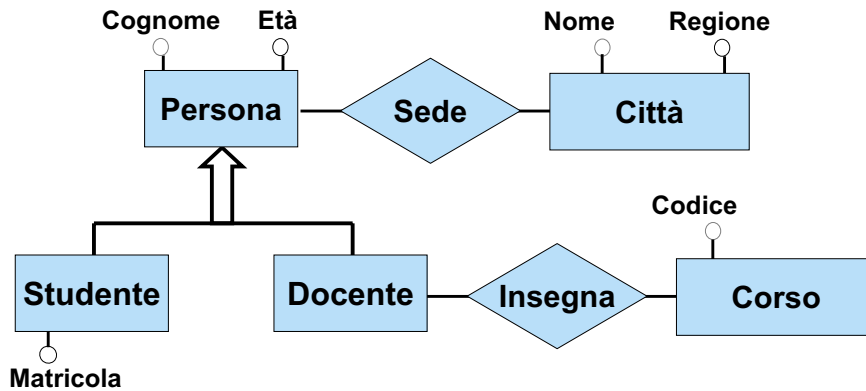 Cognome Età Nome Regione
Persona Sede Città
Codice
Studente Docente Insegna Corso
Matricola